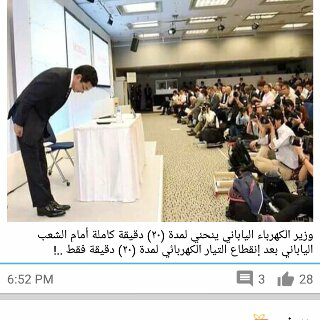 وزير الكهرباء الياباني ينحني لمدة (٢٠) دقيقة كاملة أمام الشعب
الياباني بعد إنقطاع التيار الكهربائي لمدة (٢٠) دقيقة فقط ..!
6:52 PM 3 28